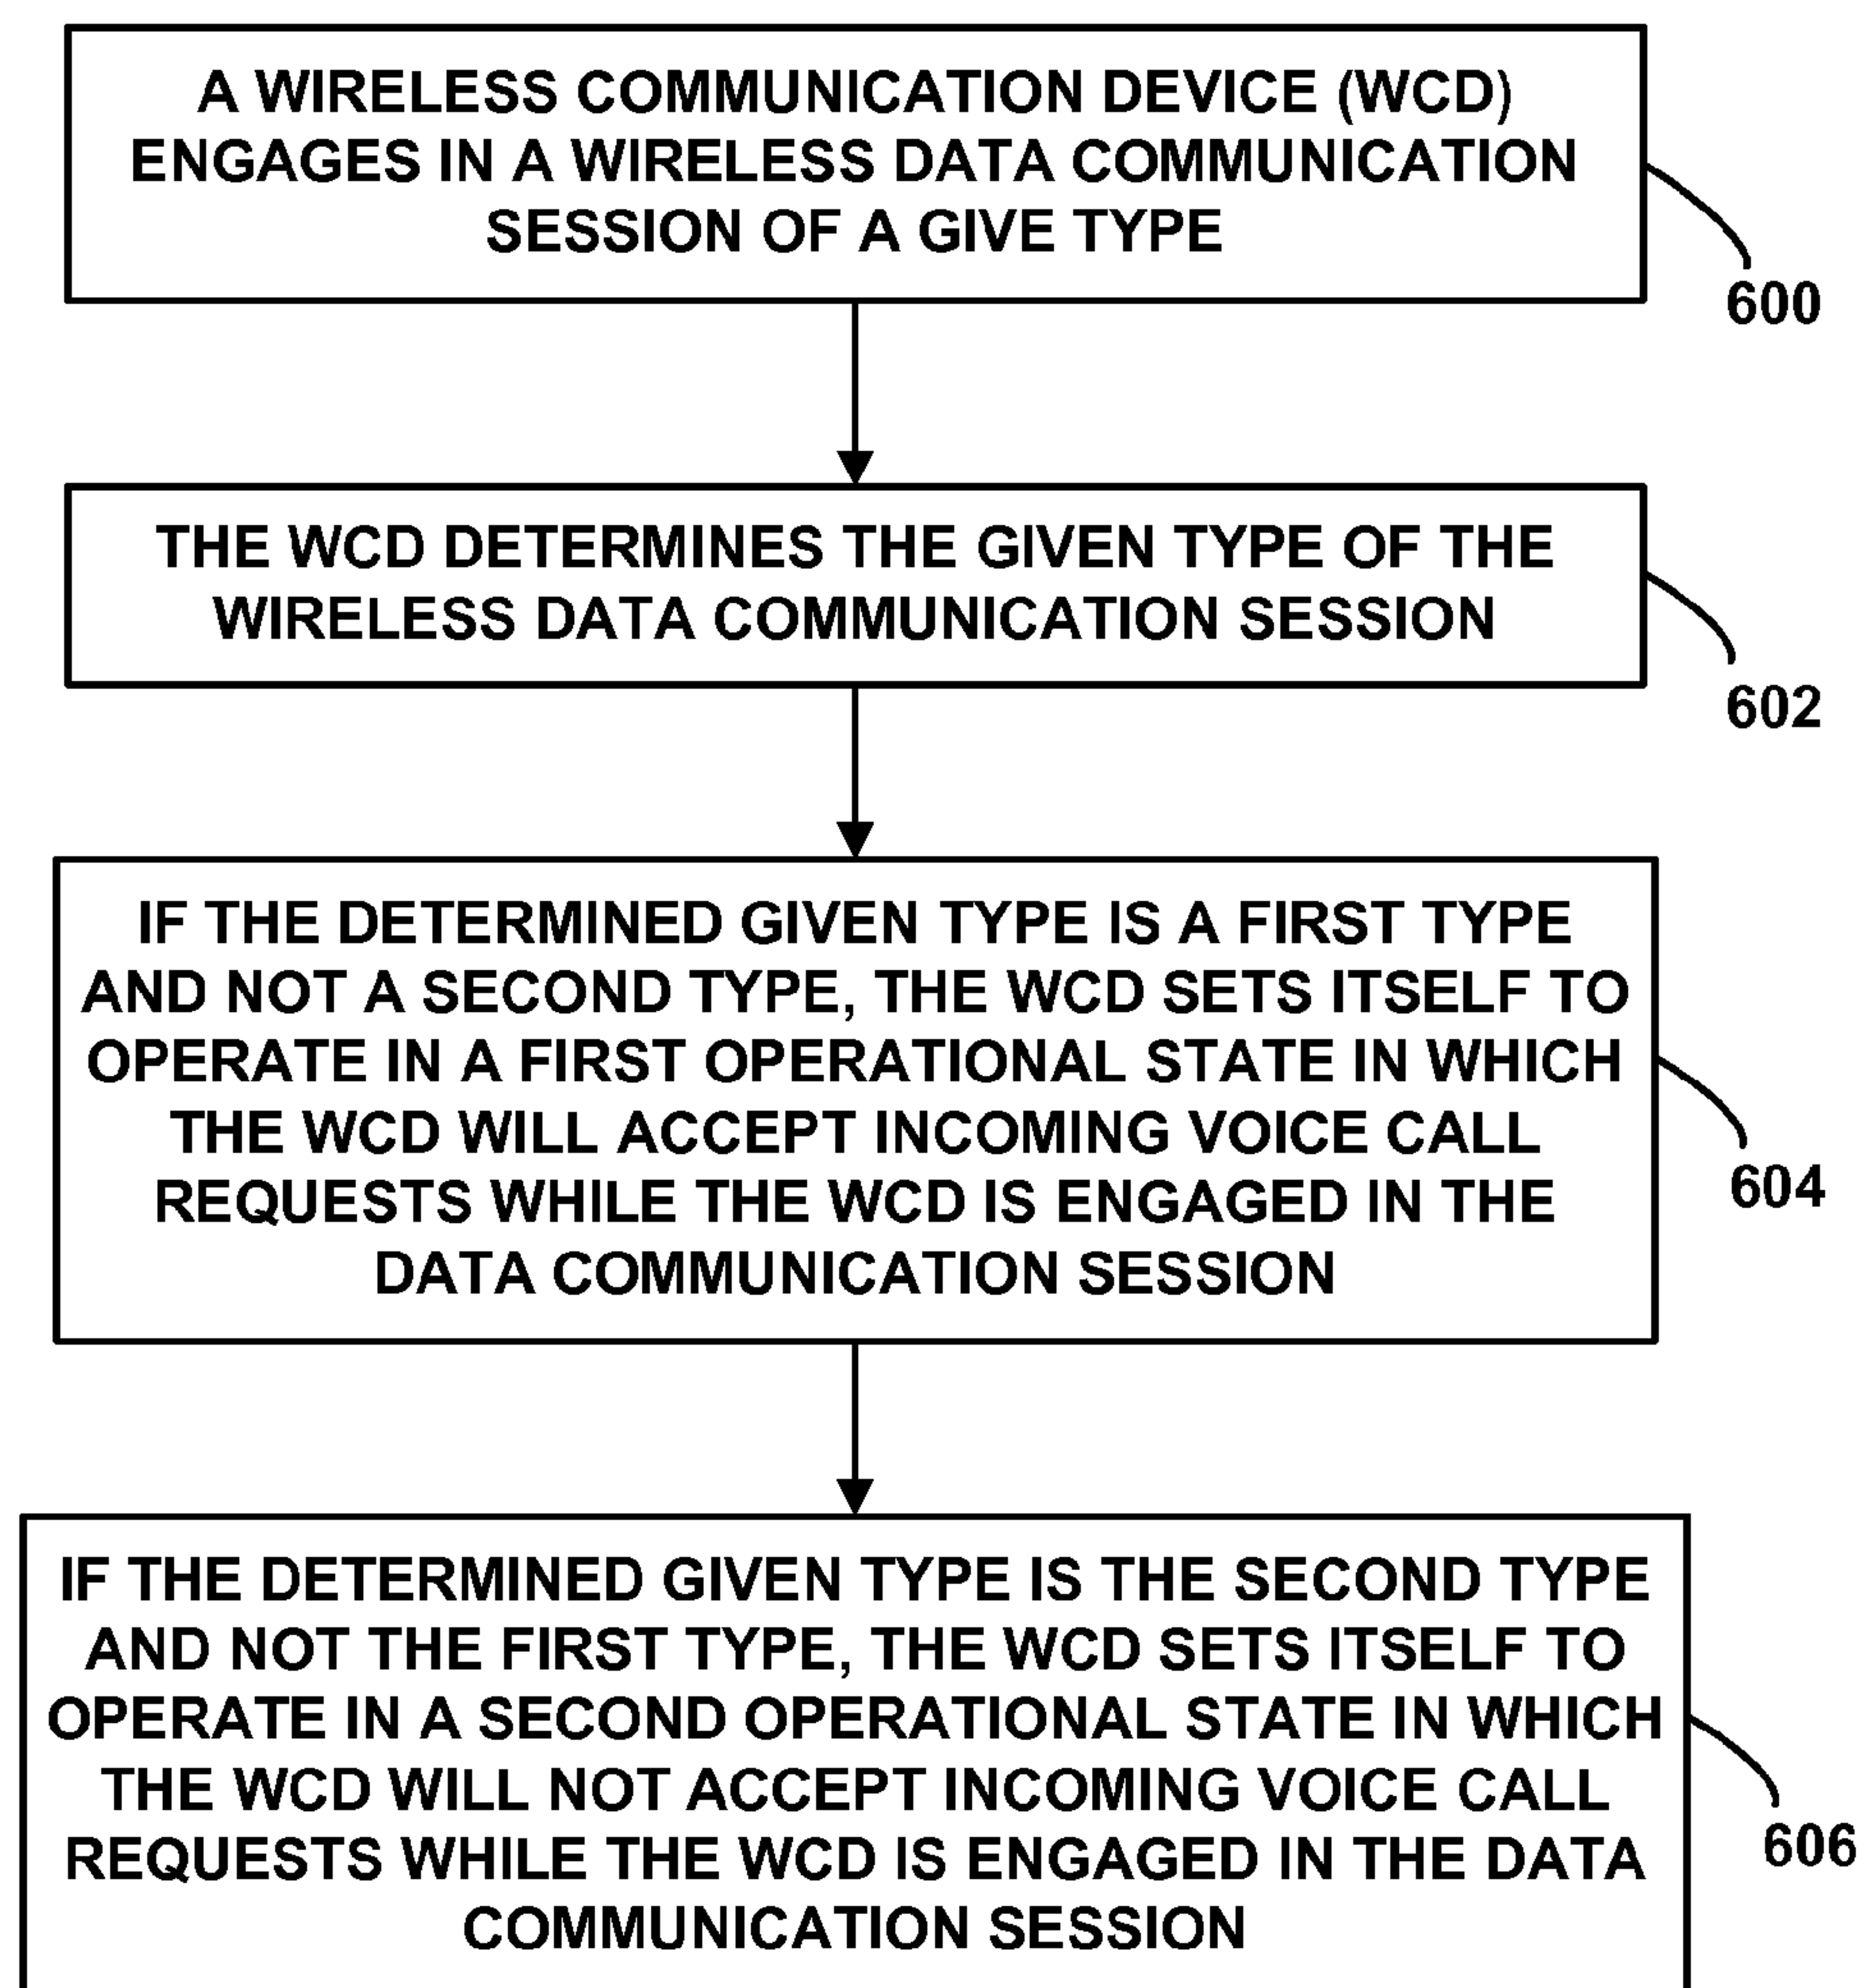 A WIRELESS COMMUNICATION DEVICE (WCD)
ENGAGES IN A WIRELESS DATA COMMUNICATION
SESSION OF A GIVE TYPE
600
THE WCD DETERMINES THE GIVEN TYPE OF THE
WIRELESS DATA COMMUNICATION SESSION
602
IF THE DETERMINED GIVEN TYPE IS A FIRST TYPE
AND NOT A SECOND TYPE, THE WCD SETS ITSELF TO
OPERATE IN A FIRST OPERATIONAL STATE IN WHICH
THE WCD WILL ACCEPT INCOMING VOICE CALL
REQUESTS WHILE THE WCD IS ENGAGED IN THE
DATA COMMUNICATION SESSION
604
IF THE DETERMINED GIVEN TYPE IS THE SECOND TYPE
AND NOT THE FIRST TYPE, THE WCD SETS ITSELF TO
OPERATE IN A SECOND OPERATIONAL STATE IN WHICH
THE WCD WILL NOT ACCEPT INCOMING VOICE CALL
REQUESTS WHILE THE WCD IS ENGAGED IN THE DATA
COMMUNICATION SESSION
606